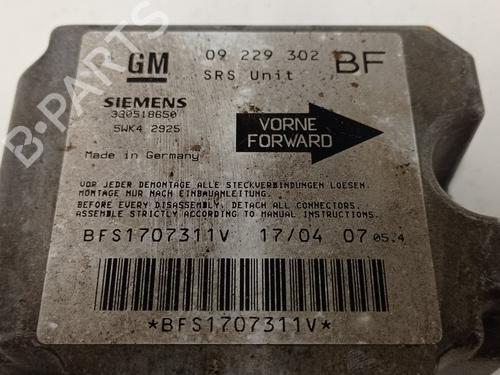 GM
09 229 302 BF
SRS Unit
SIEMENS
330518650
5WK4 2925
VORNE
FORWARD
Made in Germany
VOR JEDER DEMONTAGE ALLE STECKVERBINDUNGEN LOESEN.
MONTAGE NUR NACH EINBAUANLEITUNG.
BEFORE EVERY DISASSEMBLY, DETACH ALL CONNECTORS.
ASSEMBLE STRICTLY ACCORDING TO MANUAL INSTRUCTIONS.
BFS1707311V 17/04 07 05.4
*BFS1707311V*
B-PARTS